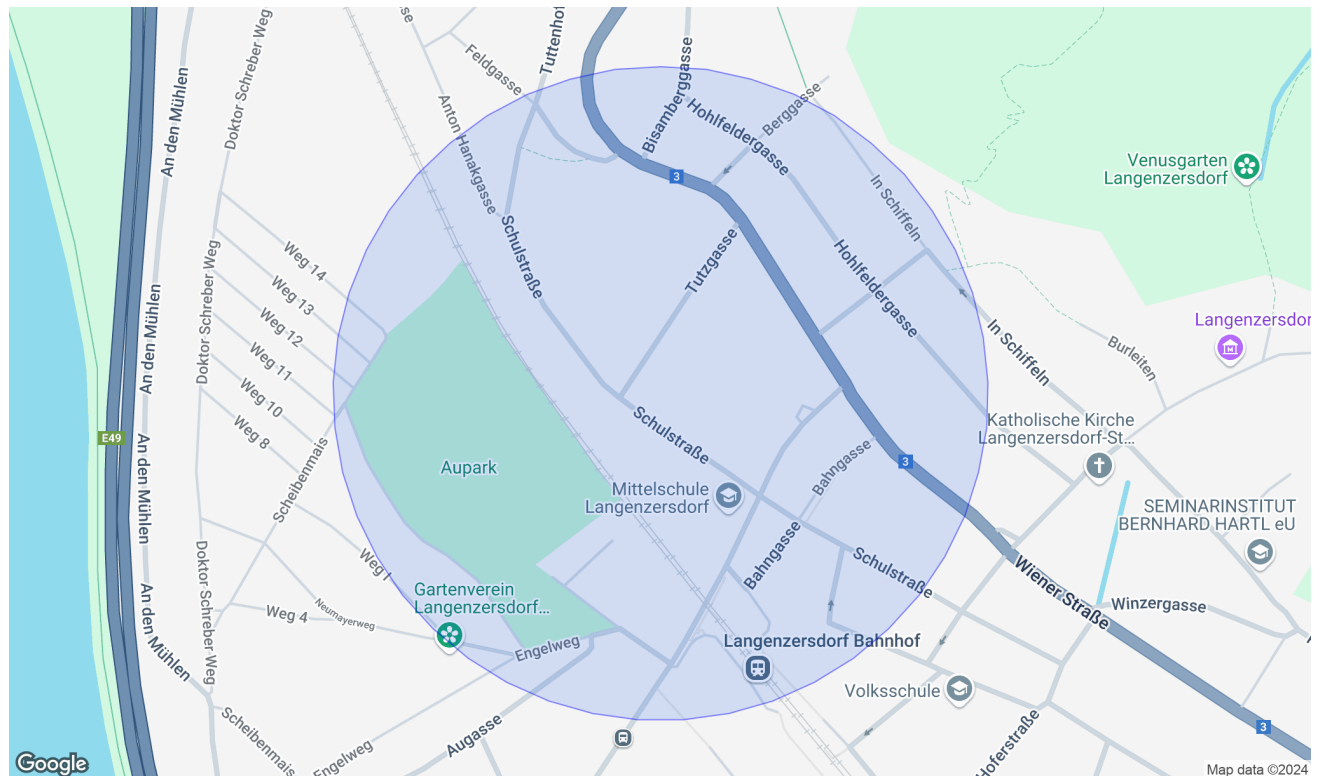 Doktor Schreber Weg
An den Mühlen
Feldgasse
Tuttenhof
Anton Hanakgasse
Bisamberggasse
Hohlfeldergasse
Berggasse
3
Venusgarten
Langenzersdorf
In Schiffeln
Schulstraße
Tutzgasse
Hohlfeldergasse
Doktor Schreber Weg
An den Mühlen
Weg 14
Weg 13
Weg 12
Weg 11
Weg 10
Weg 8
In Schiffeln
Burleiten
Langenzersdor
E49
An den Mühlen
Scheibenmais
Aupark
Schulstraße
Mittelschule
Langenzersdorf
Bahngasse
3
Katholische Kirche
Langenzersdorf-St...
SEMINARINSTITUT
BERNHARD HARTL eU
Doktor Schreber Weg
An den Mühlen
Weg I
Weg 4
Neumayerweg
Gartenverein
Langenzersdorf...
Engelweg
Bahngasse
Schulstraße
Wiener Straße
Winzergasse
Langenzersdorf Bahnhof
Volksschule
Scheibenmais
Engelweg
Augasse
Hoferstraße
3
Google
Map data ©2024